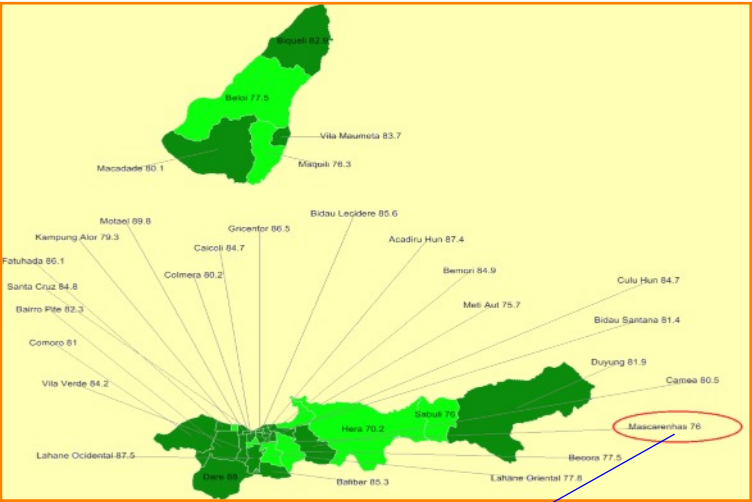 Biqueli 82.9
Beloi 77.5
Vila Maumeta 83.7
Maquili 76.3
Macadade 80.1
Bidau Lecidere 85.6
Motael 89.8
Gricenfor 86.5
Kampung Alor 79.3
Acadiru Hun 87.4
Caicoli 84.7
Fatuhada 86.1
Bemori 84.9
Colmera 80.2
Culu Hun 84.7
Santa Cruz 84.8
Meti Aut 75.7
Bairro Pite 82.3
Bidau Santana 81.4
Comoro 81
Duyung 81.9
Vila Verde 84.2
Camea 80.5
Sabuli 76
Hera 70.2
Mascarenhas 76
Lahane Ocidental 87.5
Becora 77.5
Dare 88
Balibar 85.3
Lahane Oriental 77.8